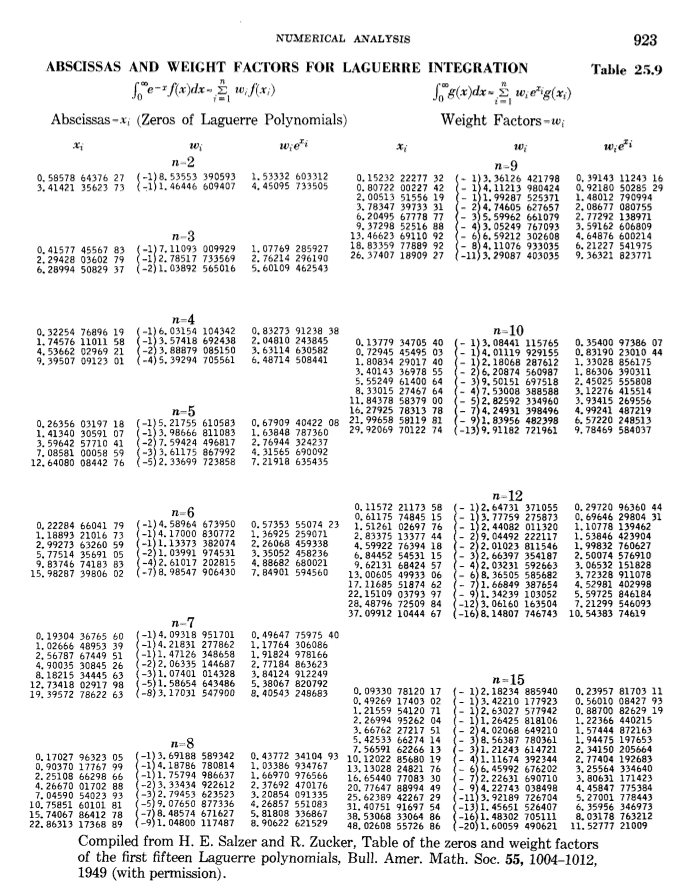 NUMERICAL ANALYSIS 923
ABSCISSAS AND WEIGHT FACTORS FOR LAGUERRE INTEGRATION Table 25.9
∫₀^∞ e⁻ˣ f(x)dx ≈ Σᵢ₌₁ⁿ wᵢ f(xᵢ) ∫₀^∞ g(x)dx ≈ Σᵢ₌₁ⁿ wᵢ e^{xᵢ} g(xᵢ)
Abscissas=xᵢ (Zeros of Laguerre Polynomials) Weight Factors=wᵢ
xᵢ wᵢ wᵢe^{xᵢ}
n=2
0.58578 64376 27 (-1)8.53553 390593 1.53332 603312
3.41421 35623 73 (-1)1.46446 609407 4.45095 733505
n=3
0.41577 45567 83 (-1)7.11093 009929 1.07769 285927
2.29428 03602 79 (-1)2.78517 733569 2.76214 296190
6.28994 50829 37 (-2)1.03892 565016 5.60109 462543
n=4
0.32254 76896 19 (-1)6.03154 104342 0.83273 91238 38
1.74576 11011 58 (-1)3.57418 692438 2.04810 243845
4.53662 02969 21 (-2)3.88879 085150 3.63114 630582
9.39507 09123 01 (-4)5.39294 705561 6.48714 508441
n=5
0.26356 03197 18 (-1)5.21755 610583 0.67909 40422 08
1.41340 30591 07 (-1)3.98666 811083 1.63848 787360
3.59642 57710 41 (-2)7.59424 496817 2.76944 324237
7.08581 00058 59 (-3)3.61175 867992 4.31565 690092
12.64080 08442 76 (-5)2.33699 723858 7.21918 635435
n=6
0.22284 66041 79 (-1)4.58964 673950 0.57353 55074 23
1.18893 21016 73 (-1)4.17000 830772 1.36925 259071
2.99273 63260 59 (-1)1.13373 382074 2.26068 459338
5.77514 35691 05 (-2)1.03991 974531 3.35052 458236
9.83746 74183 83 (-4)2.61017 202815 4.88682 680021
15.98287 39806 02 (-7)8.98547 906430 7.84901 594560
n=7
0.19304 36765 60 (-1)4.09318 951701 0.49647 75975 40
1.02666 48953 39 (-1)4.21831 277862 1.17764 306086
2.56787 67449 51 (-1)1.47126 348658 1.91824 978166
4.90035 30845 26 (-2)2.06335 144687 2.77184 863623
8.18215 34445 63 (-3)1.07401 014328 3.84124 912249
12.73418 02917 98 (-5)1.58654 643486 5.38067 820792
19.39572 78622 63 (-8)3.17031 547900 8.40543 248683
n=8
0.17027 96323 05 (-1)3.69188 589342 0.43772 34104 93
0.90370 17767 99 (-1)4.18786 780814 1.03386 934767
2.25108 66298 66 (-1)1.75794 986637 1.66970 976566
4.26670 01702 88 (-2)3.33434 922612 2.37692 470176
7.04590 54023 93 (-3)2.79453 623523 3.20854 091335
10.75851 60101 81 (-5)9.07650 877336 4.26857 551083
15.74067 86412 78 (-7)8.48574 671627 5.81808 336867
22.86313 17368 89 (-9)1.04800 117487 8.90622 621529
xᵢ wᵢ wᵢe^{xᵢ}
n=9
0.15232 22277 32 (- 1)3.36126 421798 0.39143 11243 16
0.80722 00227 42 (- 1)4.11213 980424 0.92180 50285 29
2.00513 51556 19 (- 1)1.99287 525371 1.48012 790994
3.78347 39733 31 (- 2)4.74605 627657 2.08677 080755
6.20495 67778 77 (- 3)5.59962 661079 2.77292 138971
9.37298 52516 88 (- 4)3.05249 767093 3.59162 606809
13.46623 69110 92 (- 6)6.59212 302608 4.64876 600214
18.83359 77889 92 (- 8)4.11076 933035 6.21227 541975
26.37407 18909 27 (-11)3.29087 403035 9.36321 823771
n=10
0.13779 34705 40 (- 1)3.08441 115765 0.35400 97386 07
0.72945 45495 03 (- 1)4.01119 929155 0.83190 23010 44
1.80834 29017 40 (- 1)2.18068 287612 1.33028 856175
3.40143 36978 55 (- 2)6.20874 560987 1.86306 390311
5.55249 61400 64 (- 3)9.50151 697518 2.45025 555808
8.33015 27467 64 (- 4)7.53008 388588 3.12276 415514
11.84378 58379 00 (- 5)2.82592 334960 3.93415 269556
16.27925 78313 78 (- 7)4.24931 398496 4.99241 487219
21.99658 58119 81 (- 9)1.83956 482398 6.57220 248513
29.92069 70122 74 (-13)9.91182 721961 9.78469 584037
n=12
0.11572 21173 58 (- 1)2.64731 371055 0.29720 96360 44
0.61175 74845 15 (- 1)3.77759 275873 0.69646 29804 31
1.51261 02697 76 (- 1)2.44082 011320 1.10778 139462
2.83375 13377 44 (- 2)9.04492 222117 1.53846 423904
4.59922 76394 18 (- 2)2.01023 811546 1.99832 760627
6.84452 54531 15 (- 3)2.66397 354187 2.50074 576910
9.62131 68424 57 (- 4)2.03231 592663 3.06532 151828
13.00605 49933 06 (- 6)8.36505 585682 3.72328 911078
17.11685 51874 62 (- 7)1.66849 387654 4.52981 402998
22.15109 03793 97 (- 9)1.34239 103052 5.59725 846184
28.48796 72509 84 (-12)3.06160 163504 7.21299 546093
37.09912 10444 67 (-16)8.14807 746743 10.54383 74619
n=15
0.09330 78120 17 (- 1)2.18234 885940 0.23957 81703 11
0.49269 17403 02 (- 1)3.42210 177923 0.56010 08427 93
1.21559 54120 71 (- 1)2.63027 577942 0.88700 82629 19
2.26994 95262 04 (- 1)1.26425 818106 1.22366 440215
3.66762 27217 51 (- 2)4.02068 649210 1.57444 872163
5.42533 66274 14 (- 3)8.56387 780361 1.94475 197653
7.56591 62266 13 (- 3)1.21243 614721 2.34150 205664
10.12022 85680 19 (- 4)1.11674 392344 2.77404 192683
13.13028 24821 76 (- 6)6.45992 676202 3.25564 334640
16.65440 77083 30 (- 7)2.22631 690710 3.80631 171423
20.77647 88994 49 (- 9)4.22743 038498 4.45847 775384
25.62389 42267 29 (-11)3.92189 726704 5.27001 778443
31.40751 91697 54 (-13)1.45651 526407 6.35956 346973
38.53068 33064 86 (-16)1.48302 705111 8.03178 763212
48.02608 55726 86 (-20)1.60059 490621 11.52777 21009
Compiled from H. E. Salzer and R. Zucker, Table of the zeros and weight factors
of the first fifteen Laguerre polynomials, Bull. Amer. Math. Soc. 55, 1004–1012,
1949 (with permission).